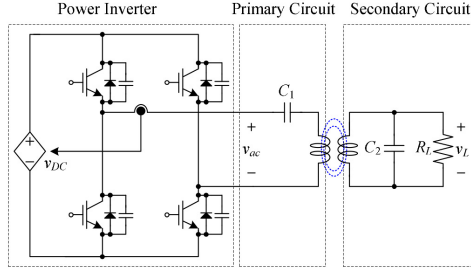 Power Inverter
Primary Circuit
Secondary Circuit
C1
+
−
vDC
+
vac
−
C2
RL
+
vL
−